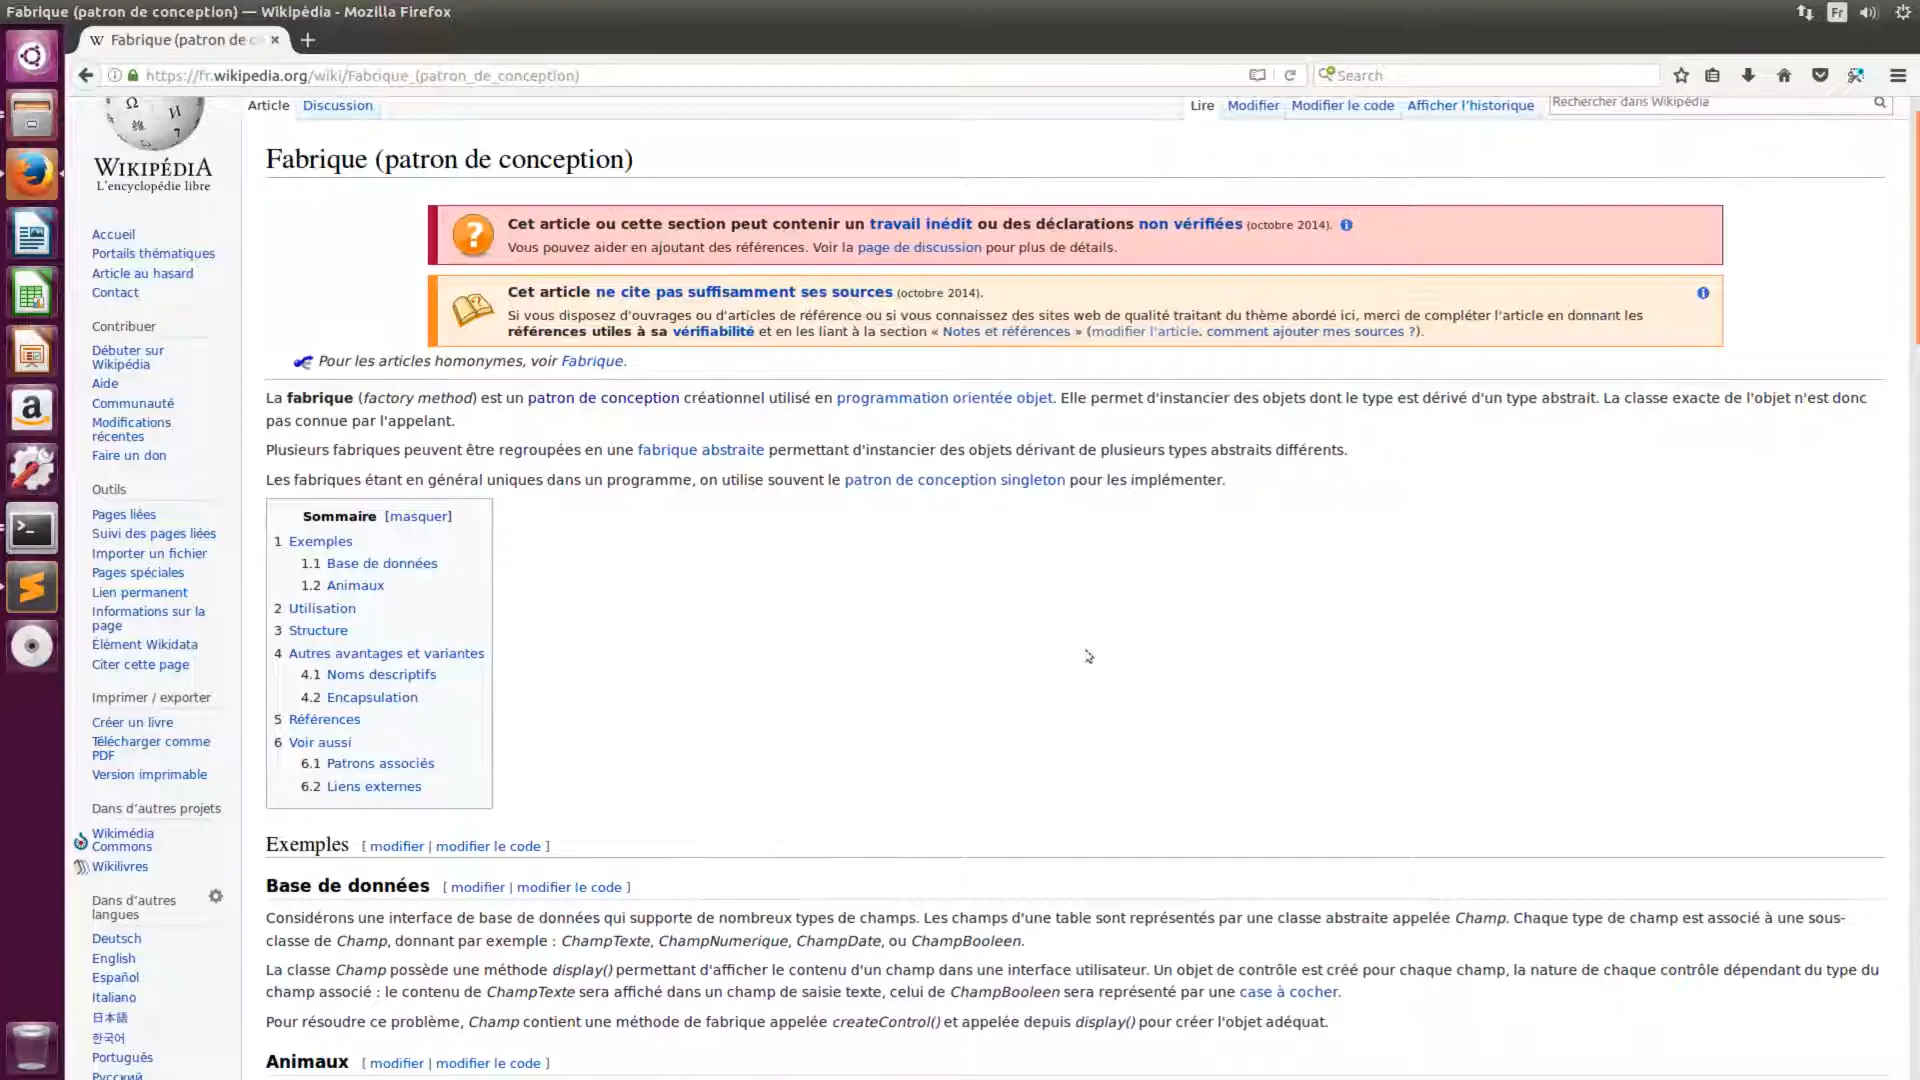 Fabrique (patron de conception) — Wikipédia - Mozilla Firefox
Fr
W Fabrique (patron de c
https://fr.wikipedia.org/wiki/Fabrique_(patron_de_conception)
Search
Article Discussion
Lire Modifier Modifier le code Afficher l'historique
Rechercher dans Wikipédia
WIKIPÉDIA
L'encyclopédie libre
Accueil
Portails thématiques
Article au hasard
Contact
Contribuer
Débuter sur
Wikipédia
Aide
Communauté
Modifications
récentes
Faire un don
Outils
Pages liées
Suivi des pages liées
Importer un fichier
Pages spéciales
Lien permanent
Informations sur la
page
Élément Wikidata
Citer cette page
Imprimer / exporter
Créer un livre
Télécharger comme
PDF
Version imprimable
Dans d'autres projets
Wikimédia
Commons
Wikilivres
Dans d'autres
langues
Deutsch
English
Español
Italiano
日本語
한국어
Português
Русский
Fabrique (patron de conception)
Cet article ou cette section peut contenir un travail inédit ou des déclarations non vérifiées (octobre 2014).
Vous pouvez aider en ajoutant des références. Voir la page de discussion pour plus de détails.
Cet article ne cite pas suffisamment ses sources (octobre 2014).
Si vous disposez d'ouvrages ou d'articles de référence ou si vous connaissez des sites web de qualité traitant du thème abordé ici, merci de compléter l'article en donnant les
références utiles à sa vérifiabilité et en les liant à la section « Notes et références » (modifier l'article, comment ajouter mes sources ?).
Pour les articles homonymes, voir Fabrique.
La fabrique (factory method) est un patron de conception créationnel utilisé en programmation orientée objet. Elle permet d'instancier des objets dont le type est dérivé d'un type abstrait. La classe exacte de l'objet n'est donc
pas connue par l'appelant.
Plusieurs fabriques peuvent être regroupées en une fabrique abstraite permettant d'instancier des objets dérivant de plusieurs types abstraits différents.
Les fabriques étant en général uniques dans un programme, on utilise souvent le patron de conception singleton pour les implémenter.
Sommaire [masquer]
1 Exemples
1.1 Base de données
1.2 Animaux
2 Utilisation
3 Structure
4 Autres avantages et variantes
4.1 Noms descriptifs
4.2 Encapsulation
5 Références
6 Voir aussi
6.1 Patrons associés
6.2 Liens externes
Exemples [ modifier | modifier le code ]
Base de données [ modifier | modifier le code ]
Considérons une interface de base de données qui supporte de nombreux types de champs. Les champs d'une table sont représentés par une classe abstraite appelée Champ. Chaque type de champ est associé à une sous-
classe de Champ, donnant par exemple : ChampTexte, ChampNumerique, ChampDate, ou ChampBooleen.
La classe Champ possède une méthode display() permettant d'afficher le contenu d'un champ dans une interface utilisateur. Un objet de contrôle est créé pour chaque champ, la nature de chaque contrôle dépendant du type du
champ associé : le contenu de ChampTexte sera affiché dans un champ de saisie texte, celui de ChampBooleen sera représenté par une case à cocher.
Pour résoudre ce problème, Champ contient une méthode de fabrique appelée createControl() et appelée depuis display() pour créer l'objet adéquat.
Animaux [ modifier | modifier le code ]